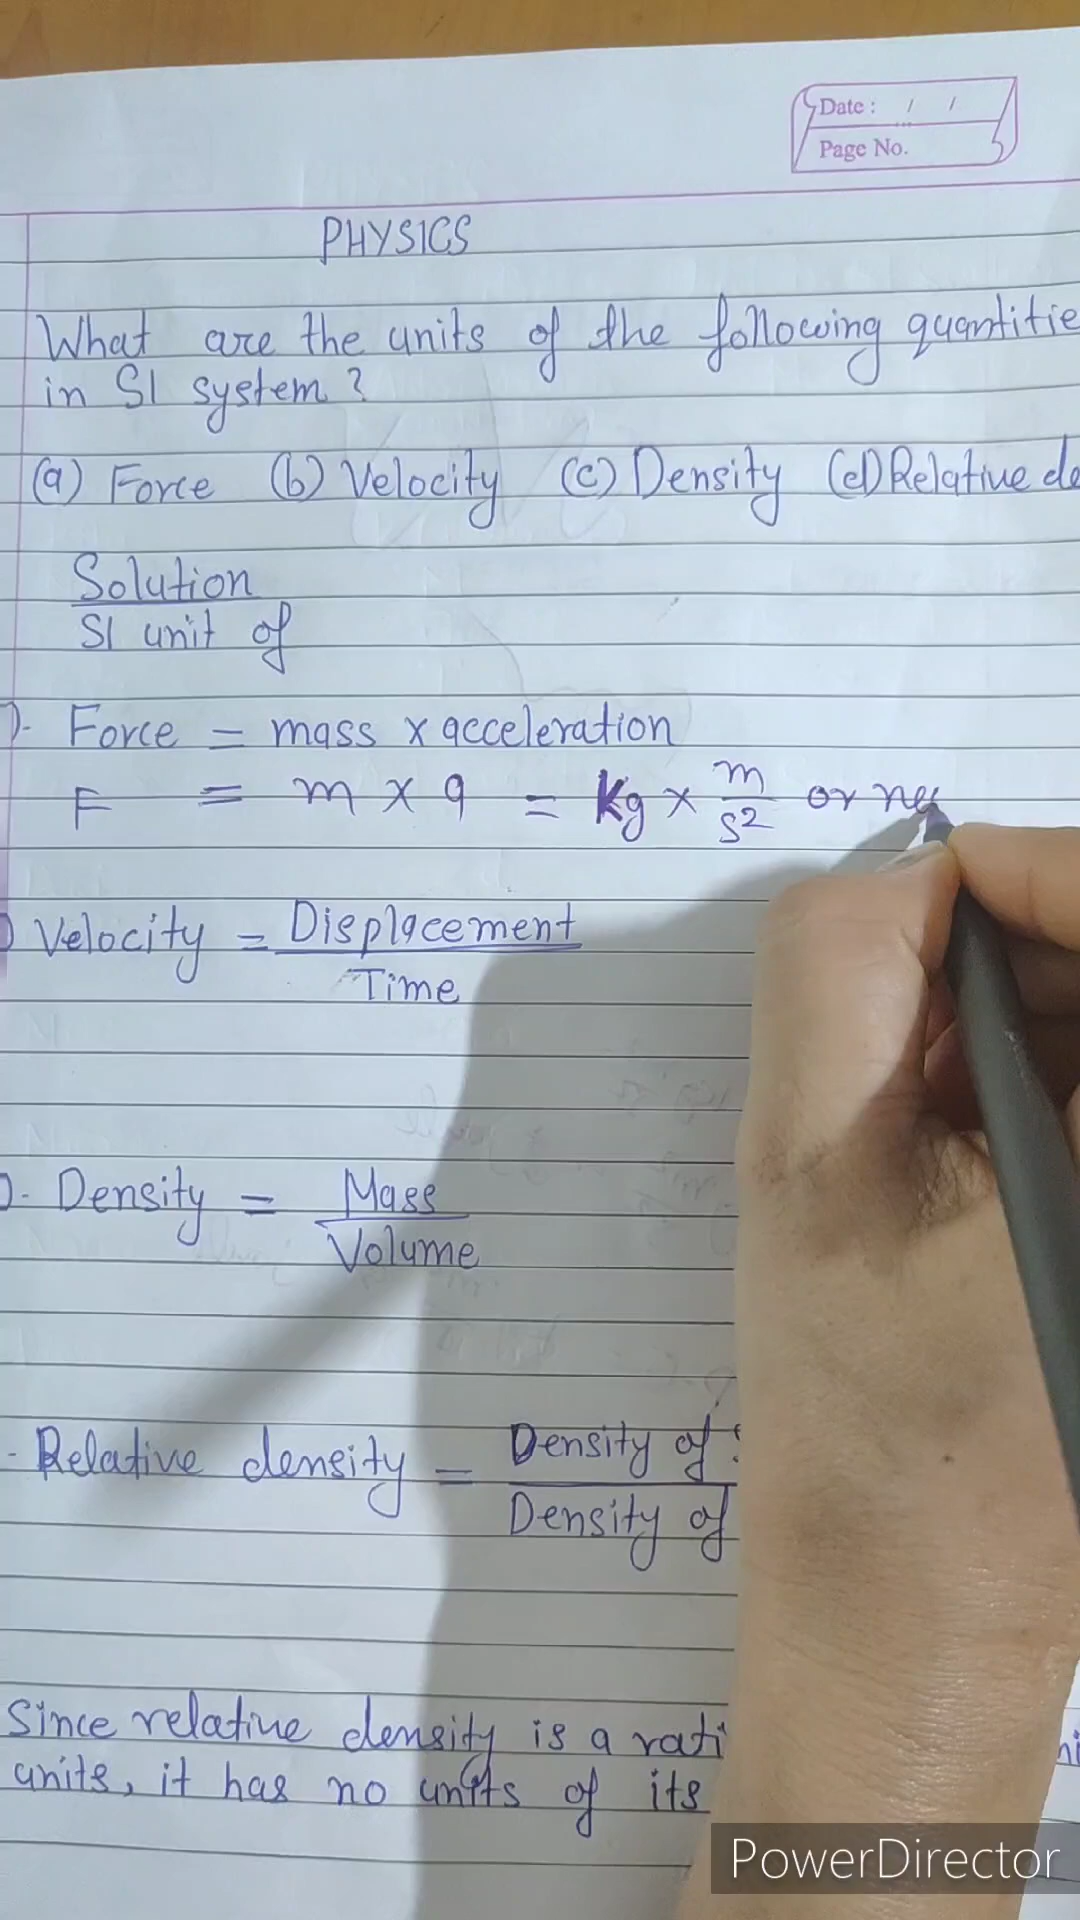 Date : / /
Page No.
PHYSICS
What are the units of the following quantitie
in SI system ?
(a) Force (b) Velocity (c) Density (d) Relative de
Solution
SI unit of
). Force = mass x acceleration
F = m x a = Kg x m/s2 or new
) Velocity = Displacement
Time
). Density = Mass
Volume
- Relative density = Density of
Density of
Since relative density is a rati
units, it has no units of its
PowerDirector